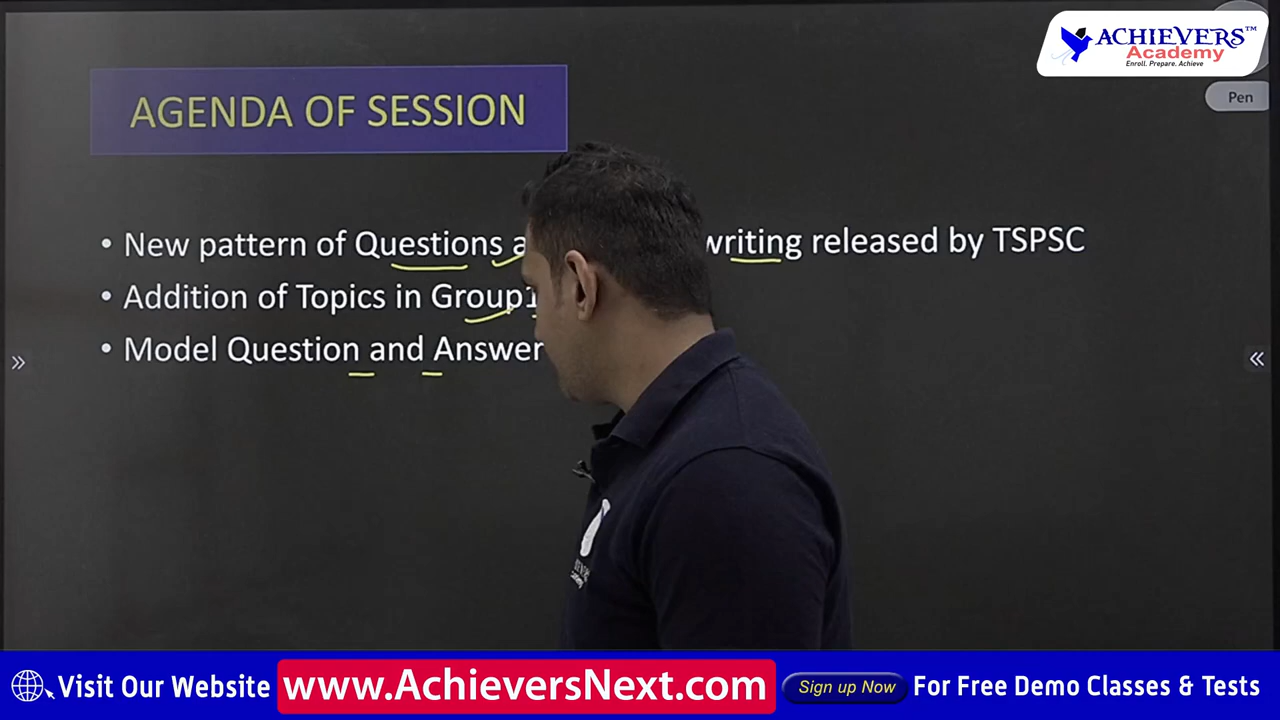 ACHIEVERS™
Academy
Enroll. Prepare. Achieve
Pen
AGENDA OF SESSION
• New pattern of Questions a writing released by TSPSC
• Addition of Topics in Group1
• Model Question and Answer
»
«
Visit Our Website www.AchieversNext.com Sign up Now For Free Demo Classes & Tests